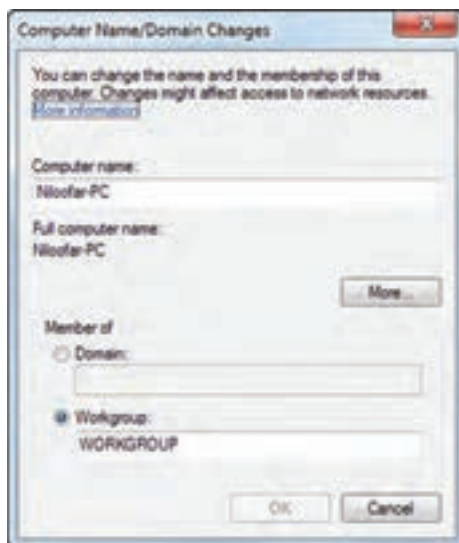 Computer Name/Domain Changes
You can change the name and the membership of this
computer. Changes might affect access to network resources.
More information
Computer name:
Niloofar-PC
Full computer name:
Niloofar-PC
More...
Member of
Domain:
Workgroup:
WORKGROUP
OK
Cancel